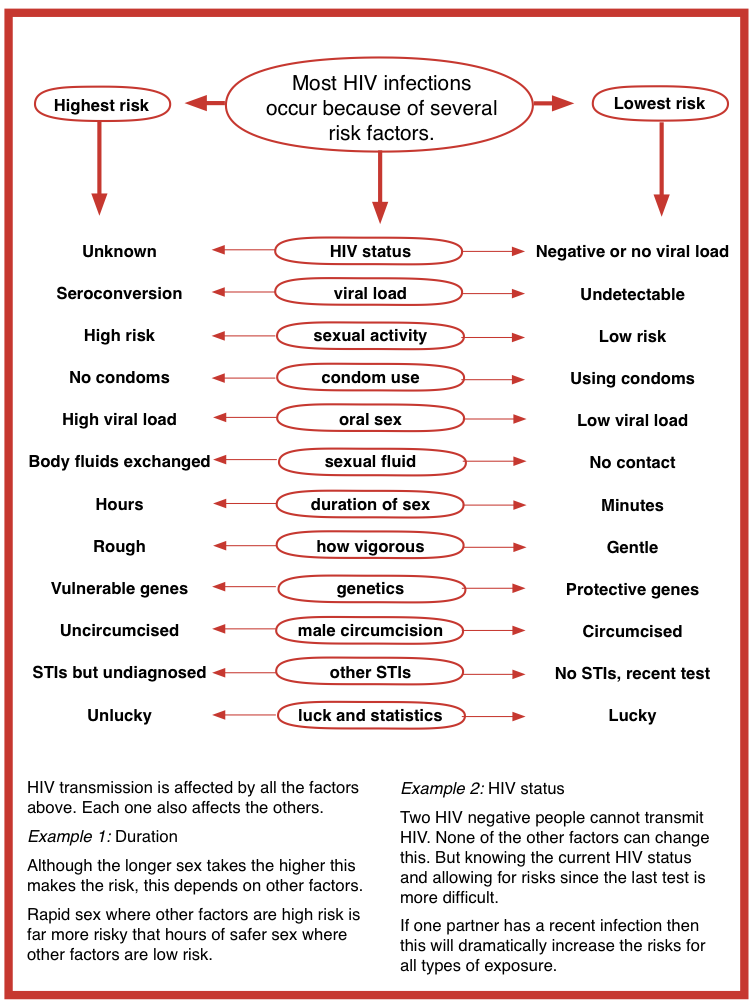 Most HIV infections
occur because of several
risk factors.
Highest risk
Lowest risk
Unknown HIV status Negative or no viral load
Seroconversion viral load Undetectable
High risk sexual activity Low risk
No condoms condom use Using condoms
High viral load oral sex Low viral load
Body fluids exchanged sexual fluid No contact
Hours duration of sex Minutes
Rough how vigorous Gentle
Vulnerable genes genetics Protective genes
Uncircumcised male circumcision Circumcised
STIs but undiagnosed other STIs No STIs, recent test
Unlucky luck and statistics Lucky
HIV transmission is affected by all the factors
above. Each one also affects the others.
Example 1: Duration
Although the longer sex takes the higher this
makes the risk, this depends on other factors.
Rapid sex where other factors are high risk is
far more risky that hours of safer sex where
other factors are low risk.
Example 2: HIV status
Two HIV negative people cannot transmit
HIV. None of the other factors can change
this. But knowing the current HIV status
and allowing for risks since the last test is
more difficult.
If one partner has a recent infection then
this will dramatically increase the risks for
all types of exposure.